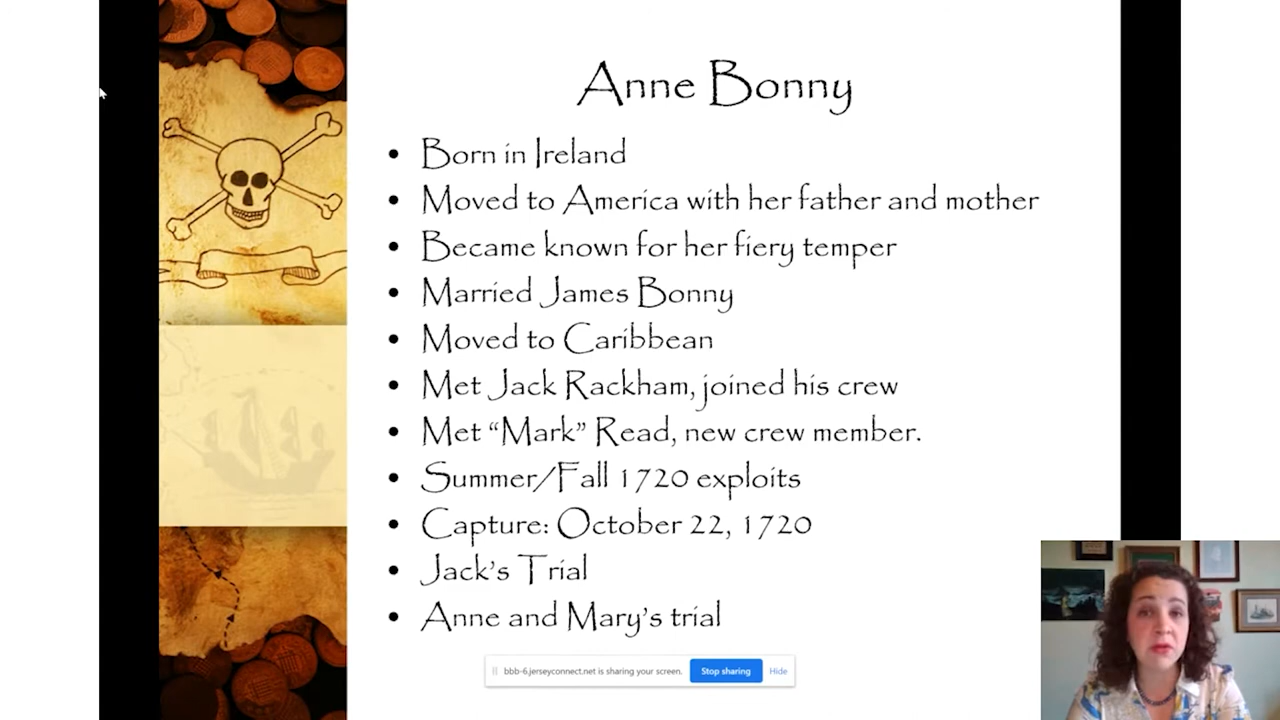 Anne Bonny
• Born in Ireland
• Moved to America with her father and mother
• Became known for her fiery temper
• Married James Bonny
• Moved to Caribbean
• Met Jack Rackham, joined his crew
• Met “Mark” Read, new crew member.
• Summer/Fall 1720 exploits
• Capture: October 22, 1720
• Jack’s Trial
• Anne and Mary’s trial
bbb-6.jerseyconnect.net is sharing your screen. Stop sharing Hide